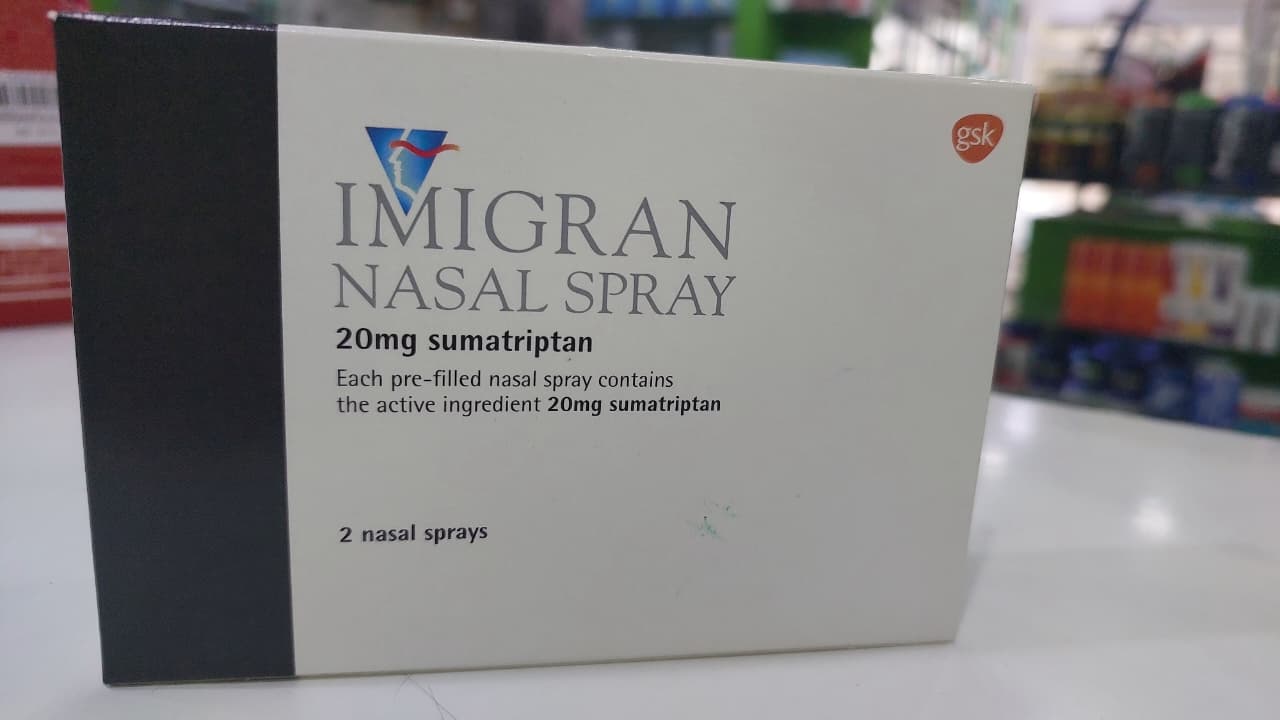 gsk
IMIGRAN
NASAL SPRAY
20mg sumatriptan
Each pre-filled nasal spray contains
the active ingredient 20mg sumatriptan
2 nasal sprays